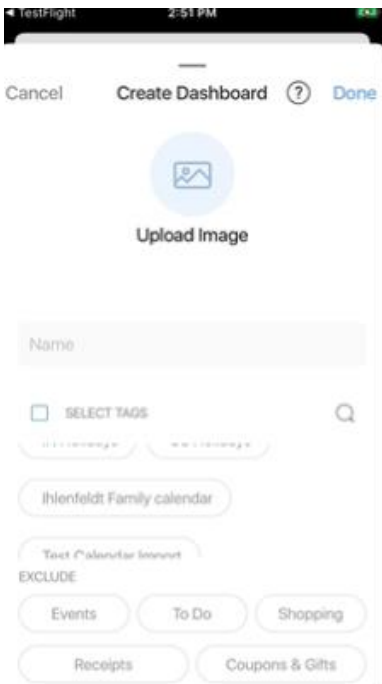 ◀ TestFlight 2:51 PM
Cancel Create Dashboard ? Done
Upload Image
Name
SELECT TAGS
Ihlenfeldt Family calendar
Test Calendar Import
EXCLUDE
Events To Do Shopping
Receipts Coupons & Gifts